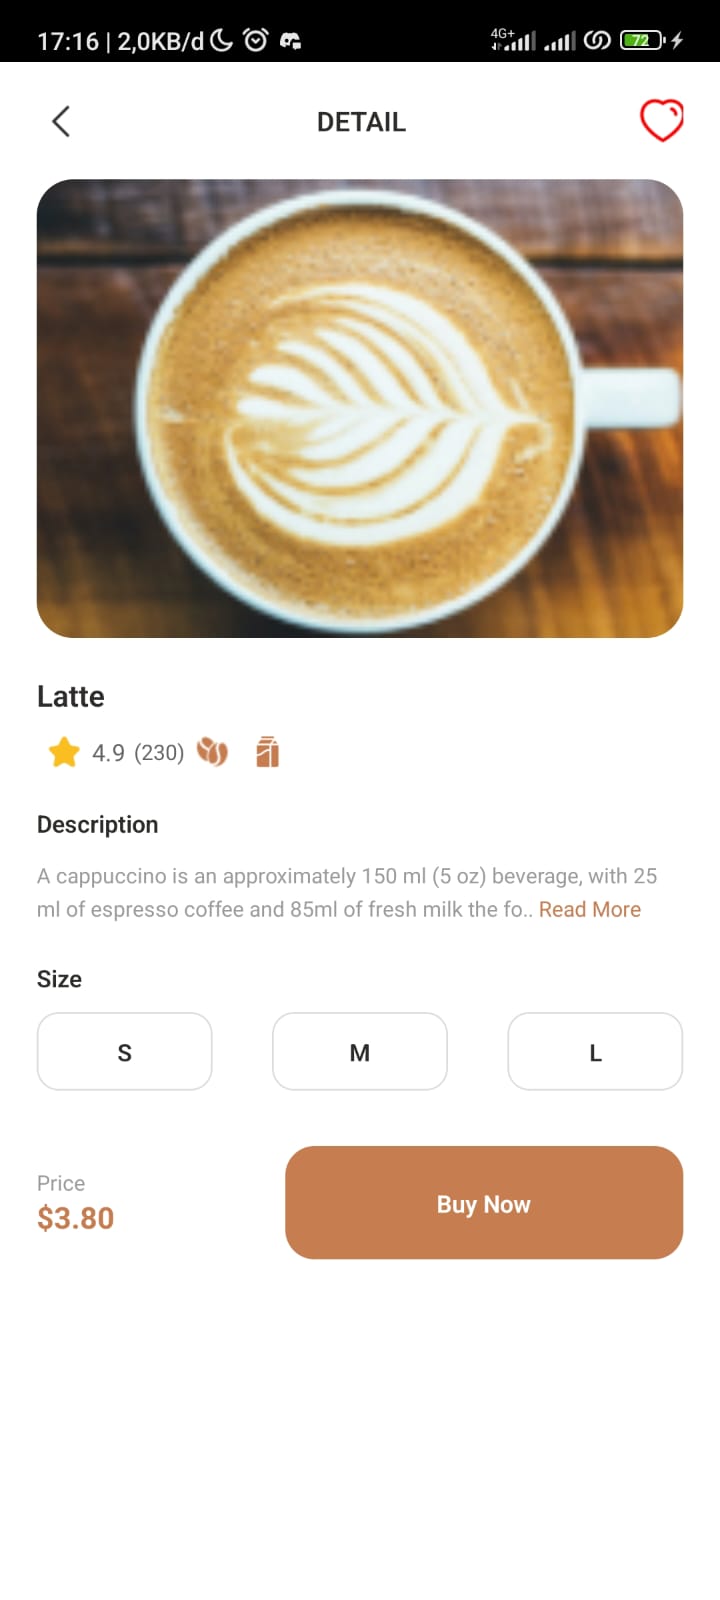 17:16 | 2,0KB/d
4G+
72
DETAIL
Latte
4.9 (230)
Description
A cappuccino is an approximately 150 ml (5 oz) beverage, with 25
ml of espresso coffee and 85ml of fresh milk the fo.. Read More
Size
S M L
Price
$3.80
Buy Now